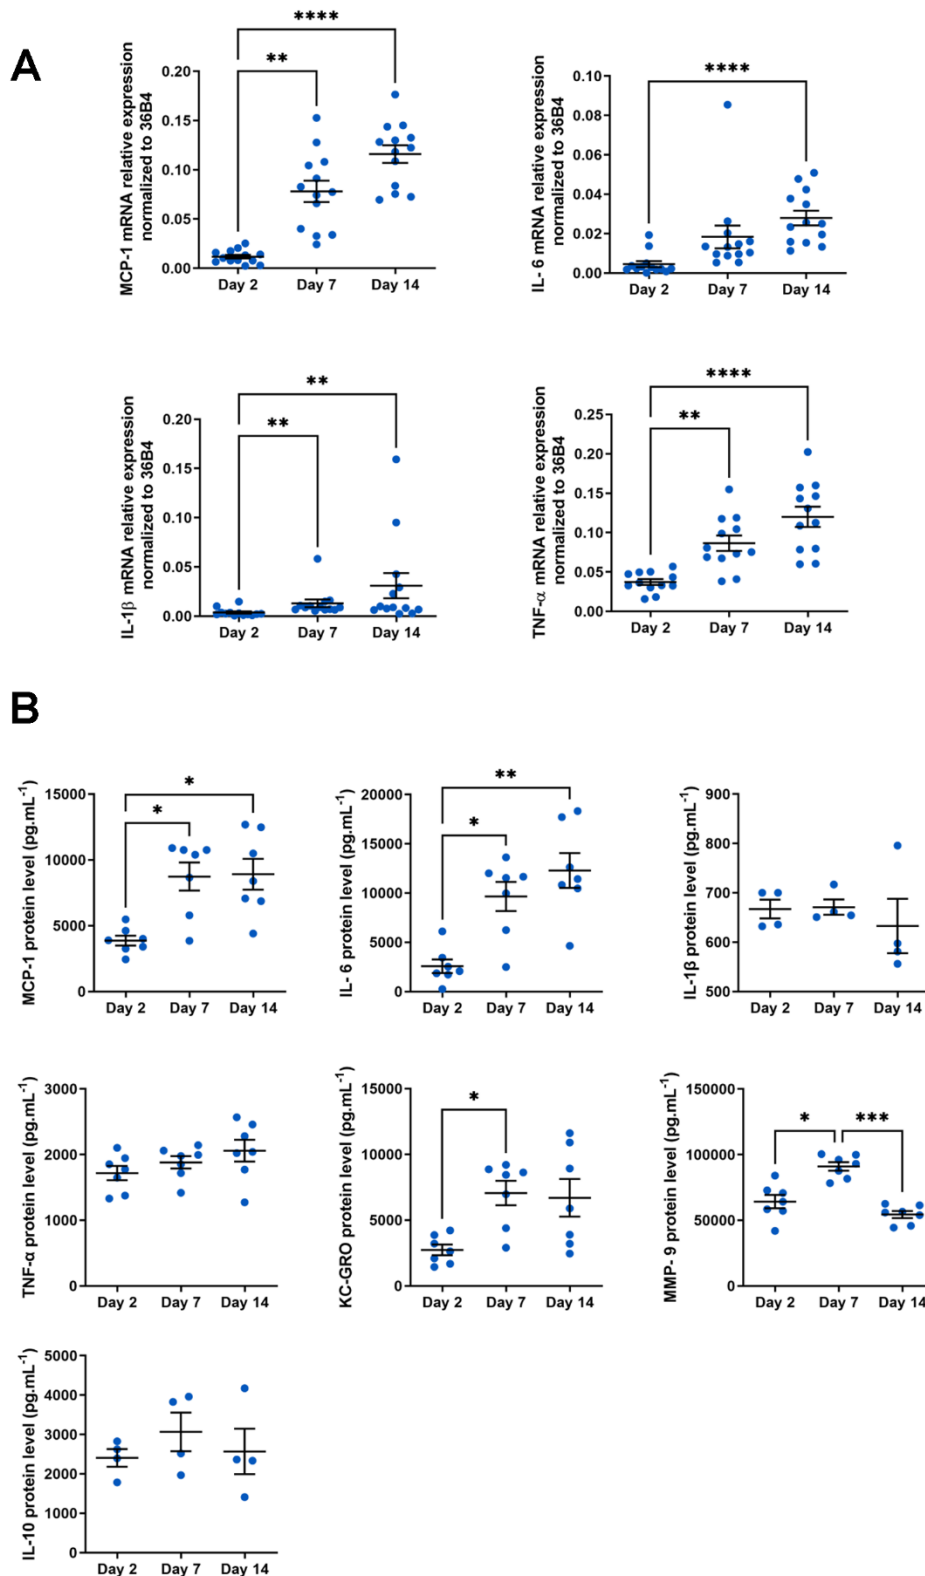 A
****
**
MCP-1 mRNA relative expression
normalized to 36B4
0.20
0.15
0.10
0.05
0.00
Day 2 Day 7 Day 14
****
IL- 6 mRNA relative expression
normalized to 36B4
0.10
0.08
0.06
0.04
0.02
0.00
Day 2 Day 7 Day 14
**
**
IL-1β mRNA relative expression
normalized to 36B4
0.20
0.15
0.10
0.05
0.00
Day 2 Day 7 Day 14
****
**
TNF-α mRNA relative expression
normalized to 36B4
0.25
0.20
0.15
0.10
0.05
0.00
Day 2 Day 7 Day 14
B
*
*
MCP-1 protein level (pg.mL⁻¹)
15000
10000
5000
0
Day 2 Day 7 Day 14
**
*
IL- 6 protein level (pg.mL⁻¹)
20000
15000
10000
5000
0
Day 2 Day 7 Day 14
IL-1β protein level (pg.mL⁻¹)
900
800
700
600
500
Day 2 Day 7 Day 14
TNF-α protein level (pg.mL⁻¹)
3000
2000
1000
0
Day 2 Day 7 Day 14
*
KC-GRO protein level (pg.mL⁻¹)
15000
10000
5000
0
Day 2 Day 7 Day 14
* ***
MMP- 9 protein level (pg.mL⁻¹)
150000
100000
50000
0
Day 2 Day 7 Day 14
IL-10 protein level (pg.mL⁻¹)
5000
4000
3000
2000
1000
0
Day 2 Day 7 Day 14